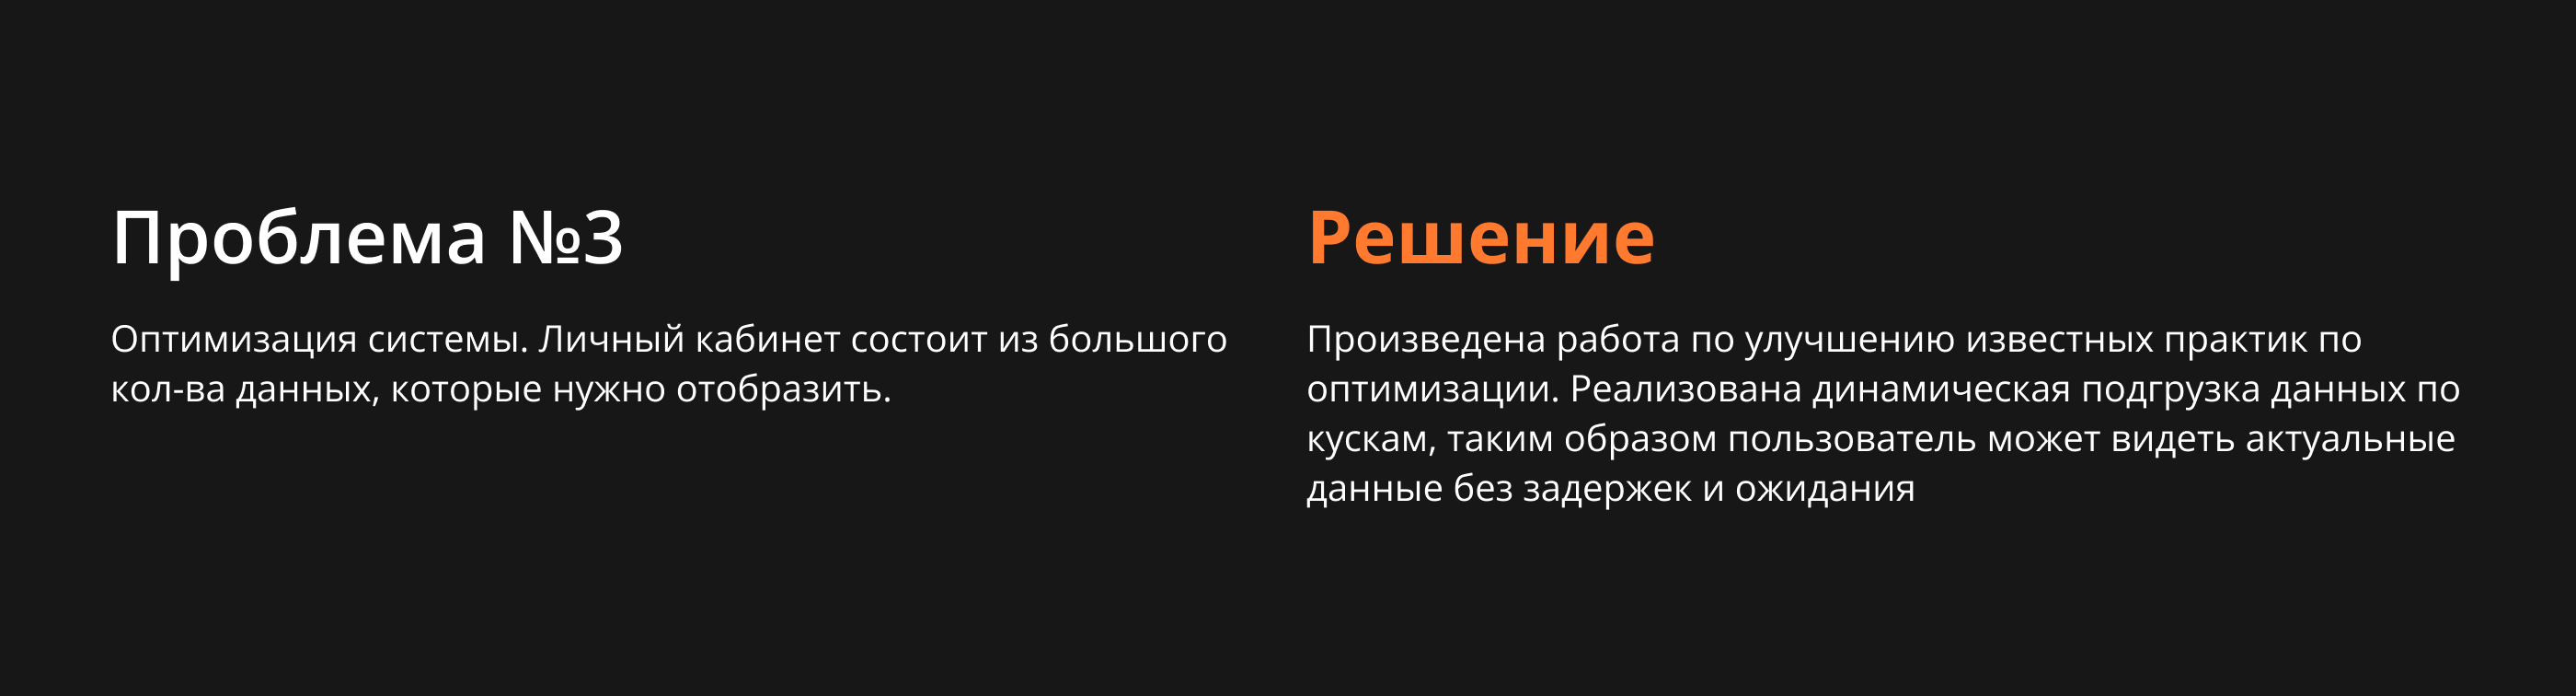 Проблема №3
Оптимизация системы. Личный кабинет состоит из большого
кол-ва данных, которые нужно отобразить.
Решение
Произведена работа по улучшению известных практик по
оптимизации. Реализована динамическая подгрузка данных по
кускам, таким образом пользователь может видеть актуальные
данные без задержек и ожидания